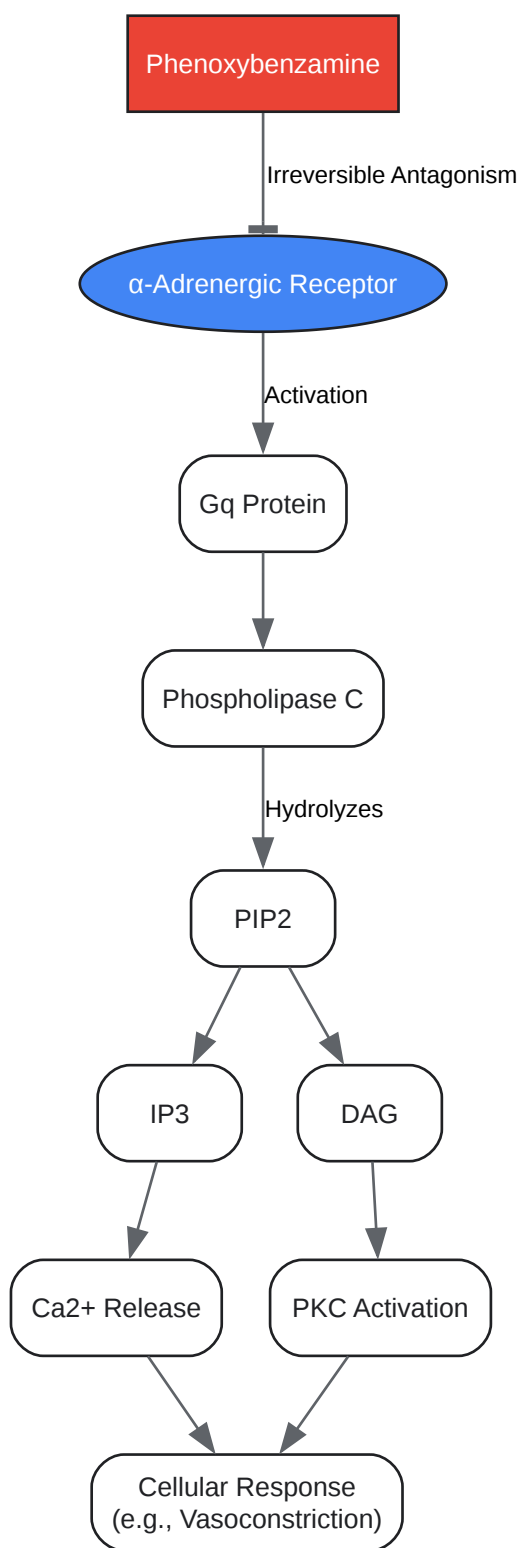 Phenoxybenzamine
Irreversible Antagonism
α-Adrenergic Receptor
Activation
Gq Protein
Phospholipase C
Hydrolyzes
PIP2
IP3
DAG
Ca2+ Release
PKC Activation
Cellular Response
(e.g., Vasoconstriction)